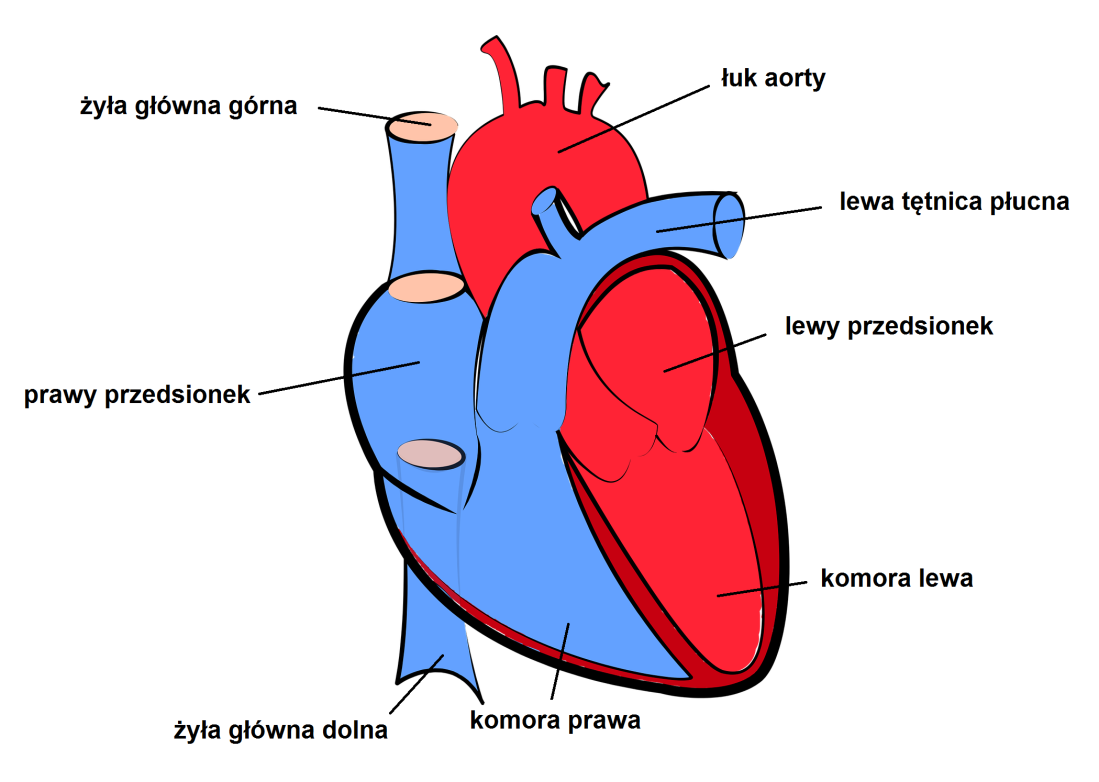 łuk aorty
żyła główna górna
lewa tętnica płucna
lewy przedsionek
prawy przedsionek
komora lewa
komora prawa
żyła główna dolna